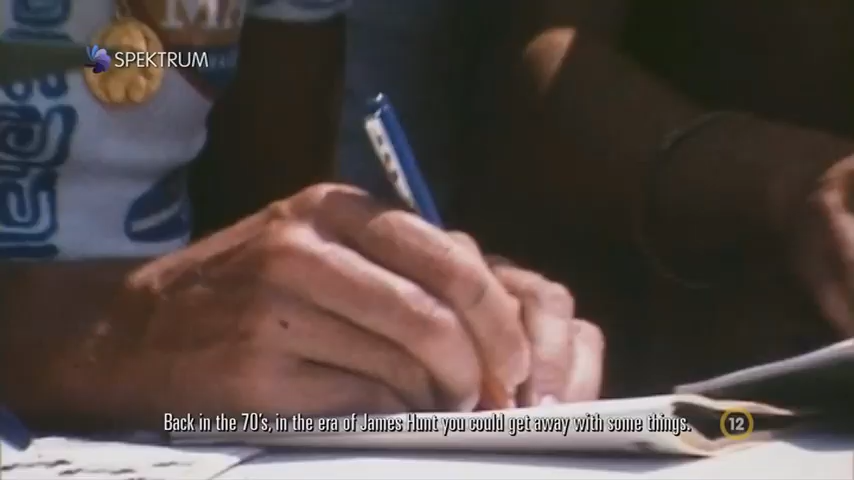 MA
SPEKTRUM
Back in the 70's, in the era of James Hunt you could get away with some things.
12